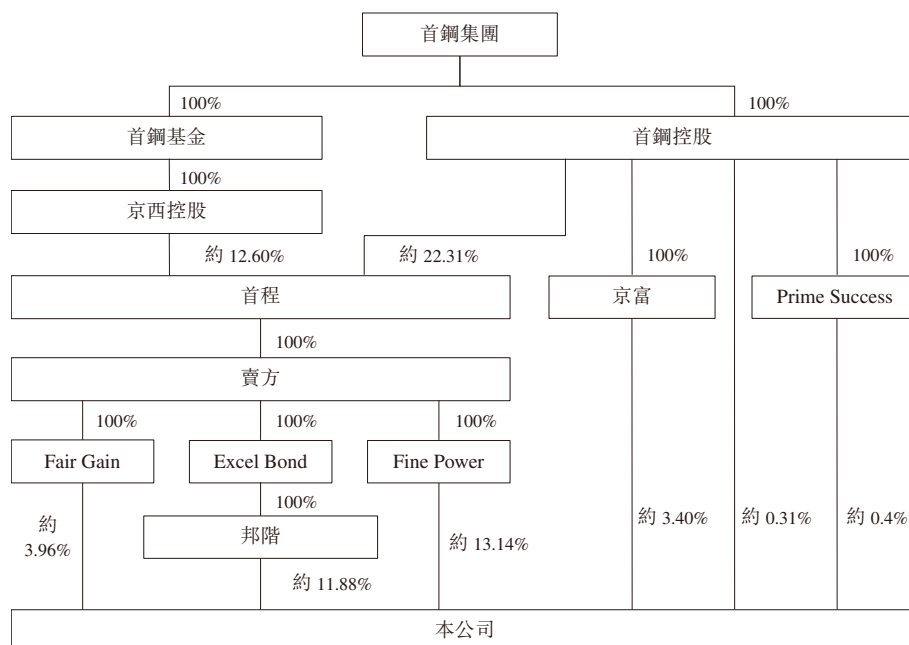 首鋼集團
100%
100%
首鋼基金
首鋼控股
100%
京西控股
約 12.60%
約 22.31%
100%
100%
首程
京富
Prime Success
100%
賣方
100%
100%
100%
Fair Gain
Excel Bond
Fine Power
100%
約
3.96%
邦階
約 13.14%
約 3.40%
約 0.31%
約 0.4%
約 11.88%
本公司